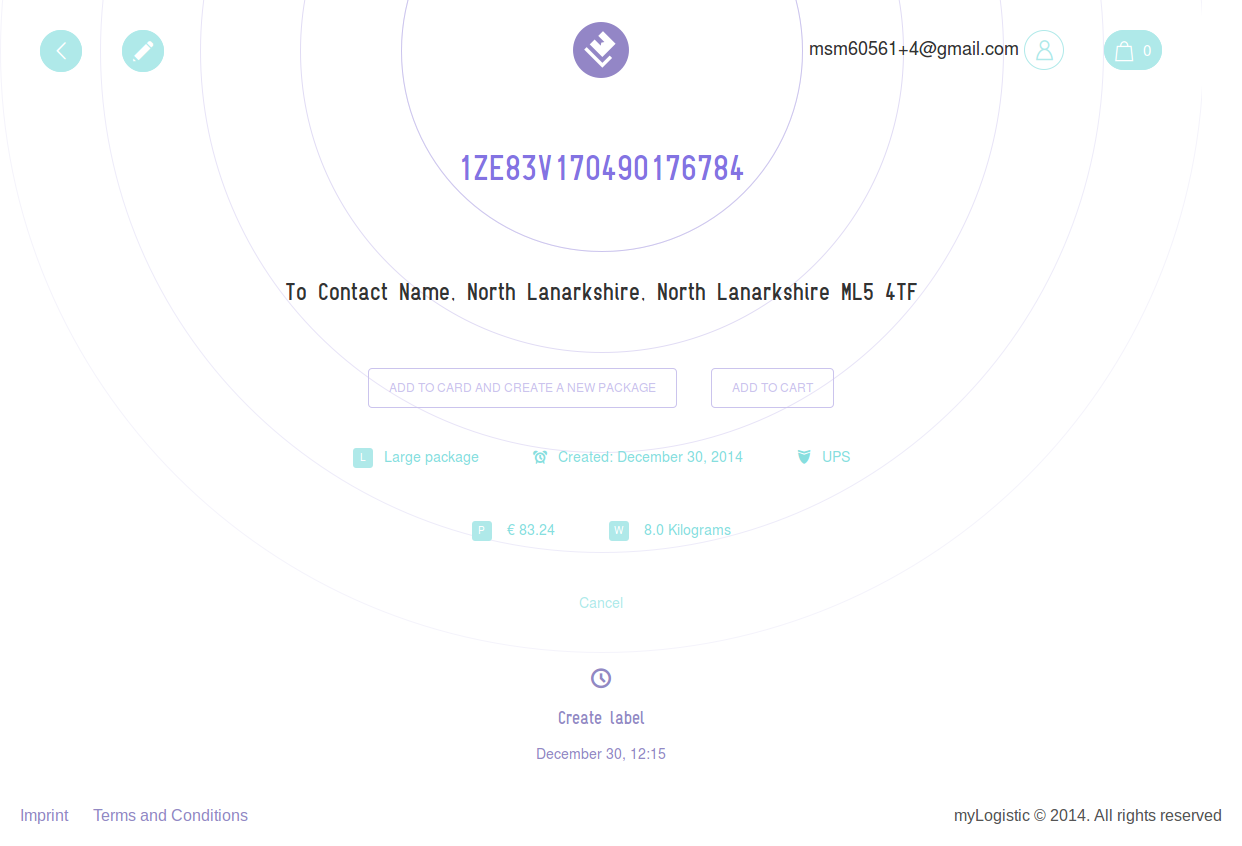 msm60561+4@gmail.com
0
1ZE83V170490176784
To Contact Name, North Lanarkshire, North Lanarkshire ML5 4TF
ADD TO CARD AND CREATE A NEW PACKAGE ADD TO CART
L Large package Created: December 30, 2014 UPS
P € 83.24 W 8.0 Kilograms
Cancel
Create label
December 30, 12:15
Imprint Terms and Conditions myLogistic © 2014. All rights reserved